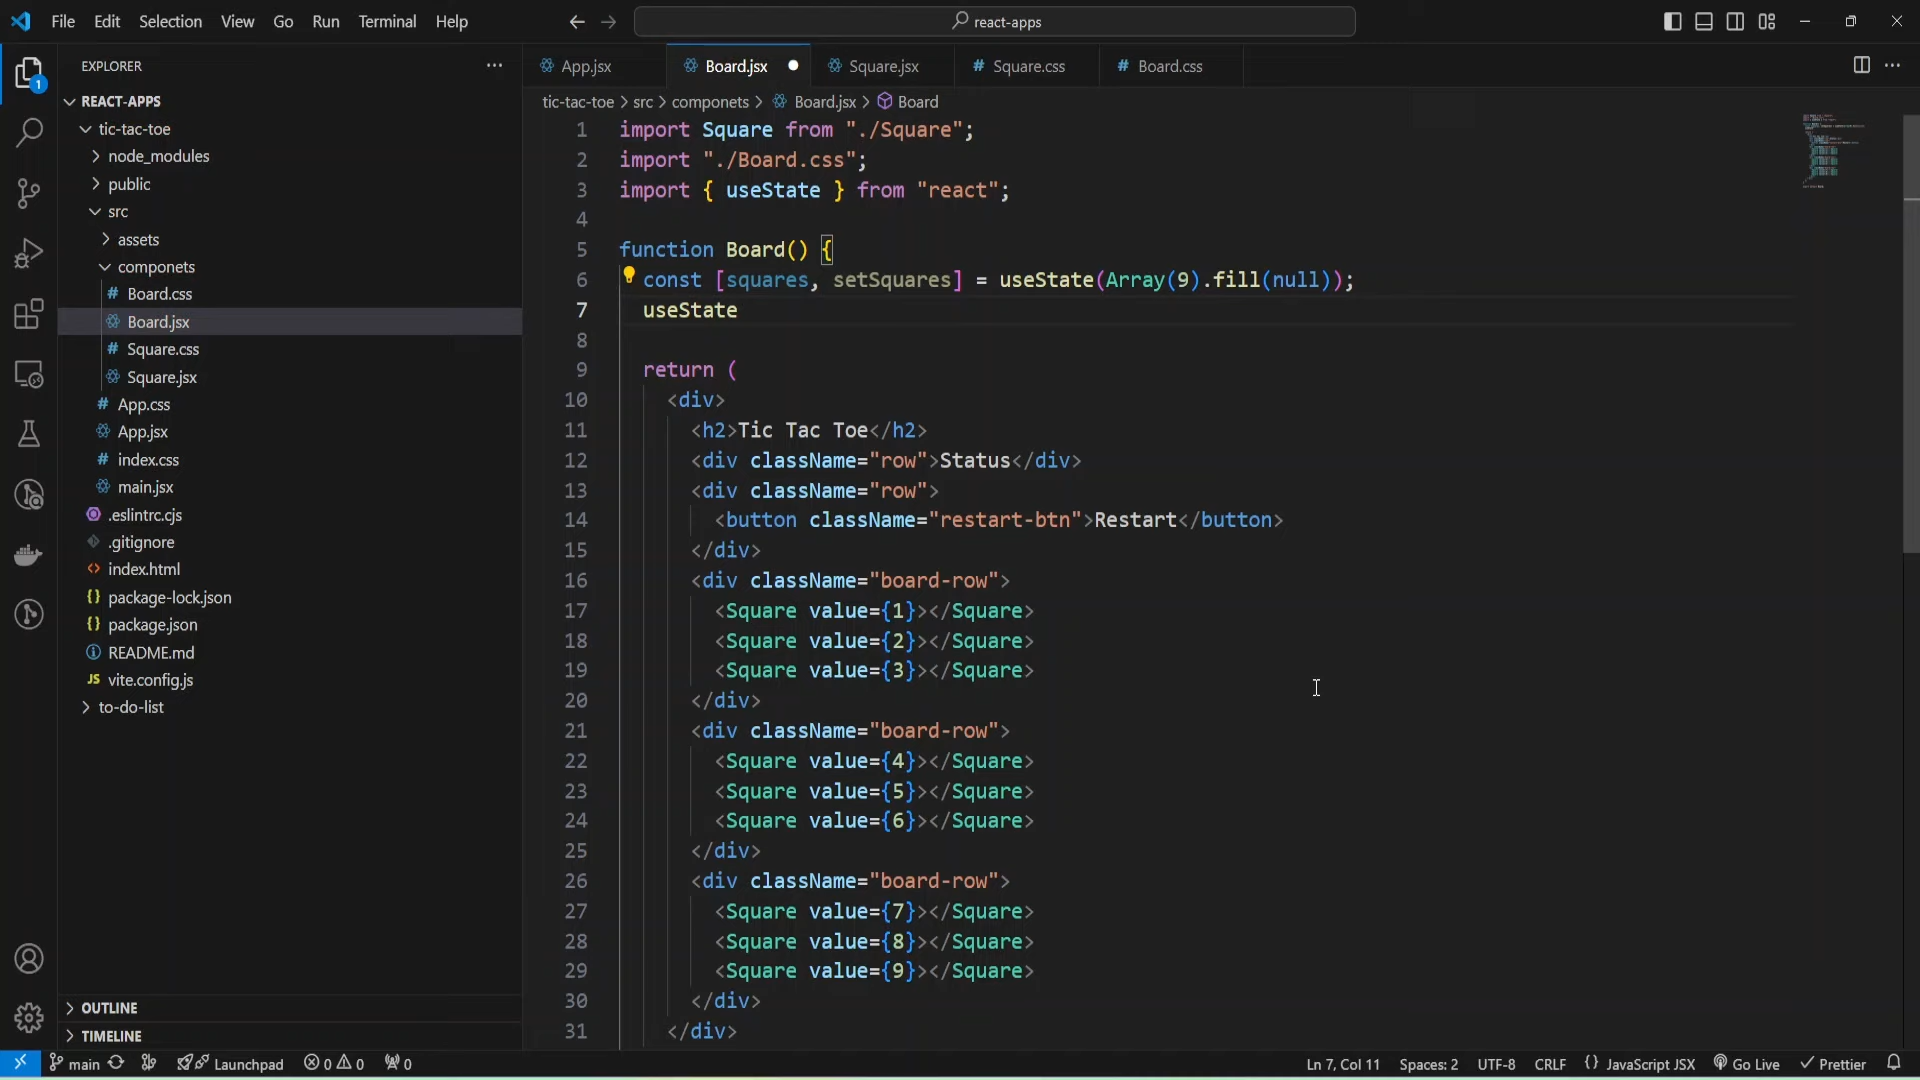 File Edit Selection View Go Run Terminal Help
react-apps
EXPLORER
1
REACT-APPS
tic-tac-toe
node_modules
public
src
assets
componets
Board.css
Board.jsx
Square.css
Square.jsx
App.css
App.jsx
index.css
main.jsx
.eslintrc.cjs
.gitignore
index.html
package-lock.json
package.json
README.md
vite.config.js
to-do-list
OUTLINE
TIMELINE
App.jsx Board.jsx Square.jsx Square.css Board.css
tic-tac-toe > src > componets > Board.jsx > Board
1 import Square from "./Square";
2 import "./Board.css";
3 import { useState } from "react";
4
5 function Board() {
6 const [squares, setSquares] = useState(Array(9).fill(null));
7 useState
8
9 return (
10 <div>
11 <h2>Tic Tac Toe</h2>
12 <div className="row">Status</div>
13 <div className="row">
14 <button className="restart-btn">Restart</button>
15 </div>
16 <div className="board-row">
17 <Square value={1}></Square>
18 <Square value={2}></Square>
19 <Square value={3}></Square>
20 </div>
21 <div className="board-row">
22 <Square value={4}></Square>
23 <Square value={5}></Square>
24 <Square value={6}></Square>
25 </div>
26 <div className="board-row">
27 <Square value={7}></Square>
28 <Square value={8}></Square>
29 <Square value={9}></Square>
30 </div>
31 </div>
main Launchpad 0 0 0 Ln 7, Col 11 Spaces: 2 UTF-8 CRLF {} JavaScript JSX Go Live Prettier